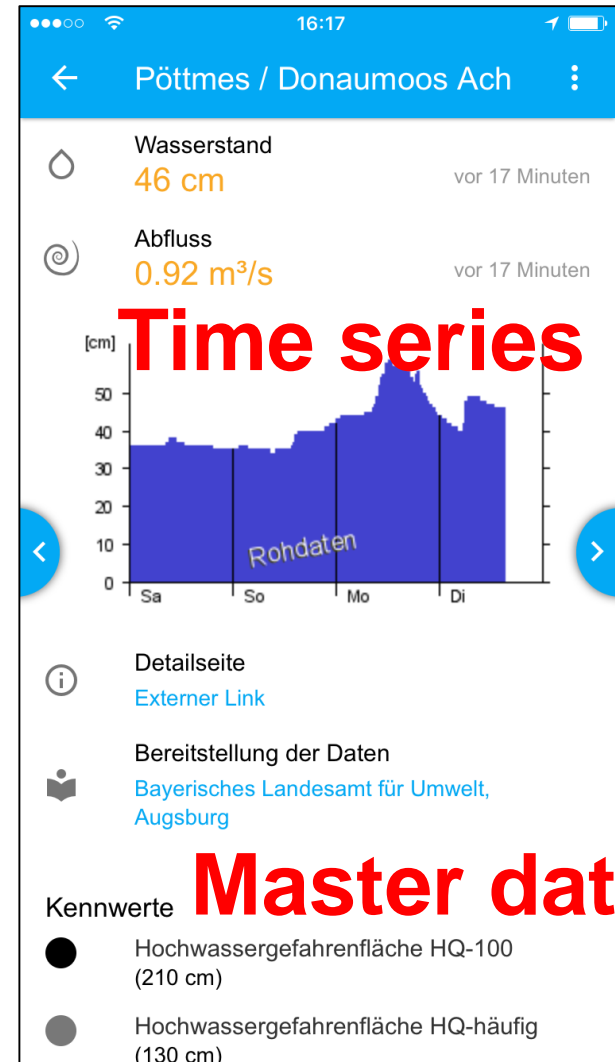 16:17
Pöttmes / Donaumoos Ach
Wasserstand
46 cm
vor 17 Minuten
Abfluss
0.92 m³/s
vor 17 Minuten
Time series
[cm]
50
40
30
20
10
0
Rohdaten
Sa So Mo Di
Detailseite
Externer Link
Bereitstellung der Daten
Bayerisches Landesamt für Umwelt,
Augsburg
Master dat
Kennwerte
Hochwassergefahrenfläche HQ-100
(210 cm)
Hochwassergefahrenfläche HQ-häufig
(130 cm)